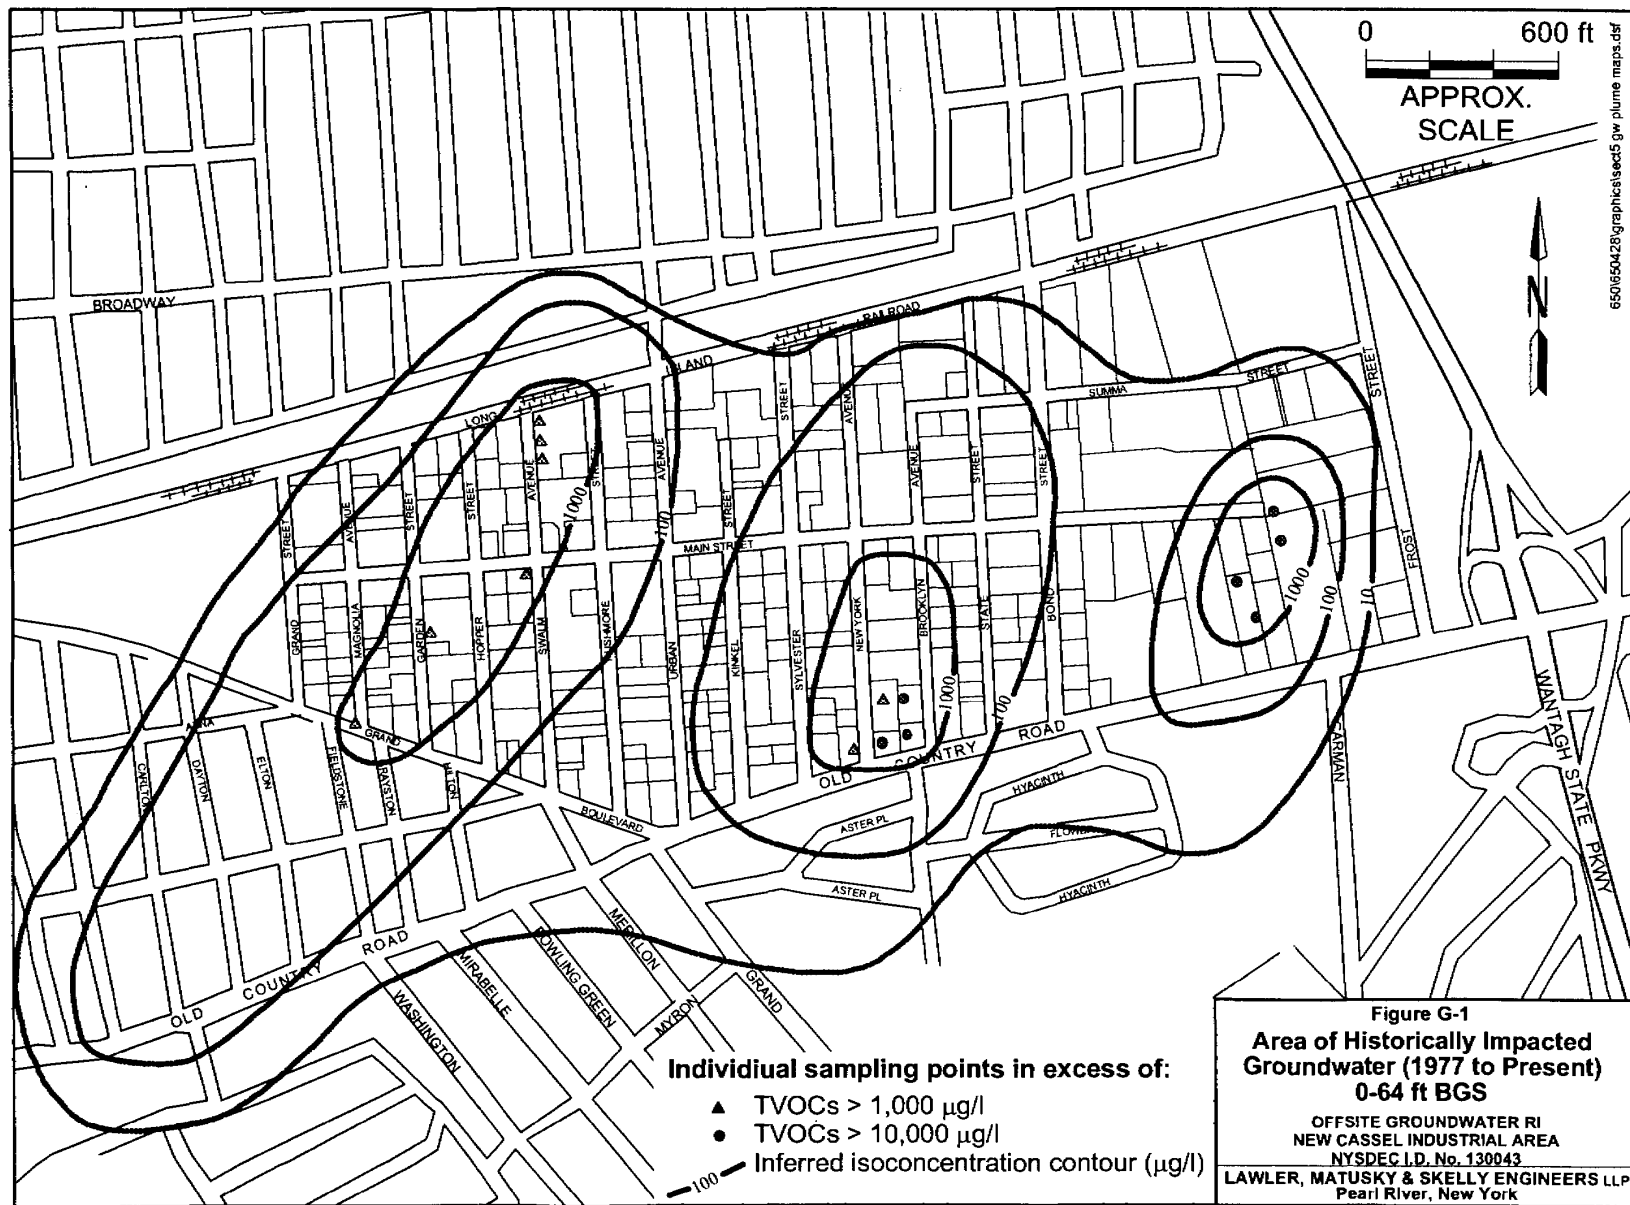 0 600 ft
APPROX.
SCALE
650\650428\graphics\sect5 gw plume maps.dsf
N
BROADWAY
LONG
ISLAND
RAILROAD
SUMMA
STREET
STREET
FROST
STREET
AVENUE
STREET
STREET
AVENUE
STREET
AVENUE
STREET
STREET
AVENUE
AVENUE
STREET
STREET
MAIN STREET
1000
100
1000
100
1000
100
10
GRAND
MAGNOLIA
GARDEN
HOPPER
SWALM
URBAN
KINKEL
SYLVESTER
NEW YORK
BROOKLYN
STATE
BOND
GRAND
BOULEVARD
OLD COUNTRY ROAD
CARLTON
DAYTON
ELTON
FIELDSTONE
CARMAN
HYACINTH
ASTER PL
ASTER PL
HYACINTH
WANTAGH STATE PKWY
OLD COUNTRY ROAD
WASHINGTON
MIRABELLE
BOWLING GREEN
MERILLON
MYRON
GRAND
Individiual sampling points in excess of:
▲ TVOCs > 1,000 µg/l
● TVOCs > 10,000 µg/l
100 Inferred isoconcentration contour (µg/l)
Figure G-1
Area of Historically Impacted
Groundwater (1977 to Present)
0-64 ft BGS
OFFSITE GROUNDWATER RI
NEW CASSEL INDUSTRIAL AREA
NYSDEC I.D. No. 130043
LAWLER, MATUSKY & SKELLY ENGINEERS LLP
Pearl River, New York